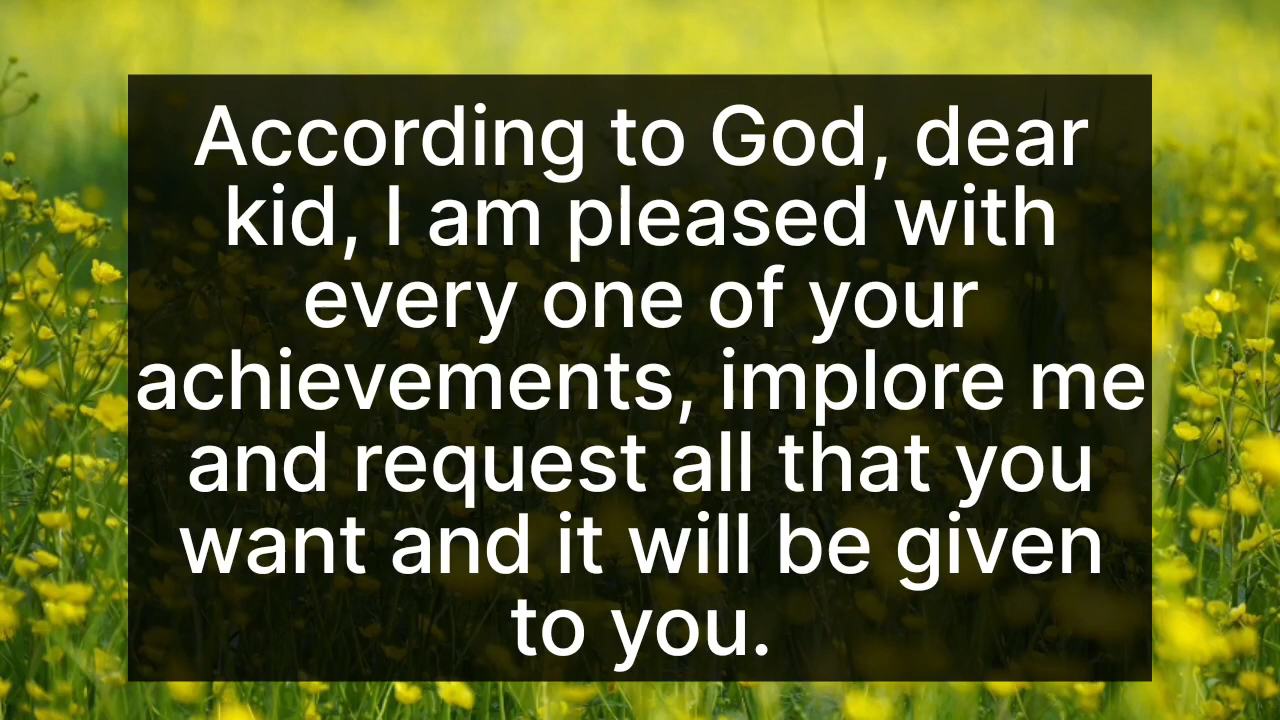 According to God, dear
kid, I am pleased with
every one of your
achievements, implore me
and request all that you
want and it will be given
to you.